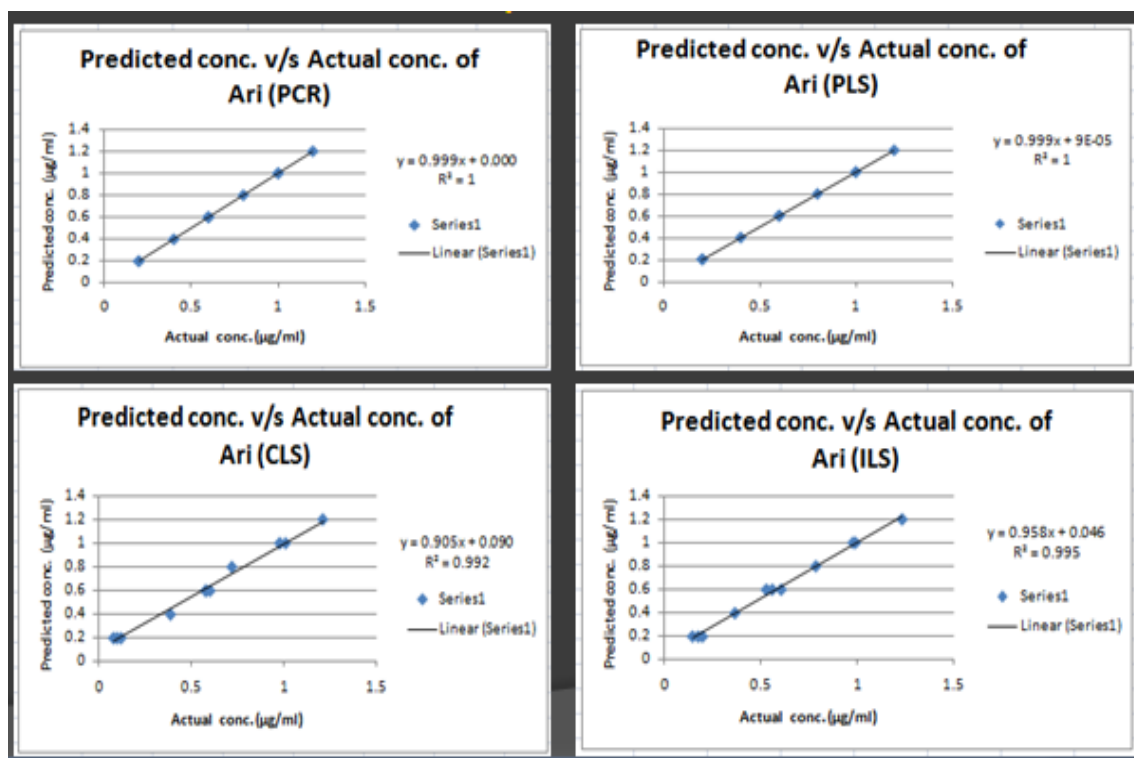 Predicted conc. v/s Actual conc. of
Ari (PCR)
Predicted conc. (µg/ml)
1.4
1.2
1
0.8
0.6
0.4
0.2
0
0
0.5
1
1.5
Actual conc.(µg/ml)
y = 0.999x + 0.000
R² = 1
Series1
Linear (Series1)
Predicted conc. v/s Actual conc. of
Ari (PLS)
Predicted conc. (µg/ml)
1.4
1.2
1
0.8
0.6
0.4
0.2
0
0
0.5
1
1.5
Actual conc.(µg/ml)
y = 0.999x + 9E-05
R² = 1
Series1
Linear (Series1)
Predicted conc. v/s Actual conc. of
Ari (CLS)
Predicted conc. (µg/ml)
1.4
1.2
1
0.8
0.6
0.4
0.2
0
0
0.5
1
1.5
Actual conc.(µg/ml)
y = 0.905x + 0.090
R² = 0.992
Series1
Linear (Series1)
Predicted conc. v/s Actual conc. of
Ari (ILS)
Predicted conc. (µg/ml)
1.4
1.2
1
0.8
0.6
0.4
0.2
0
0
0.5
1
1.5
Actual conc.(µg/ml)
y = 0.958x + 0.046
R² = 0.995
Series1
Linear (Series1)